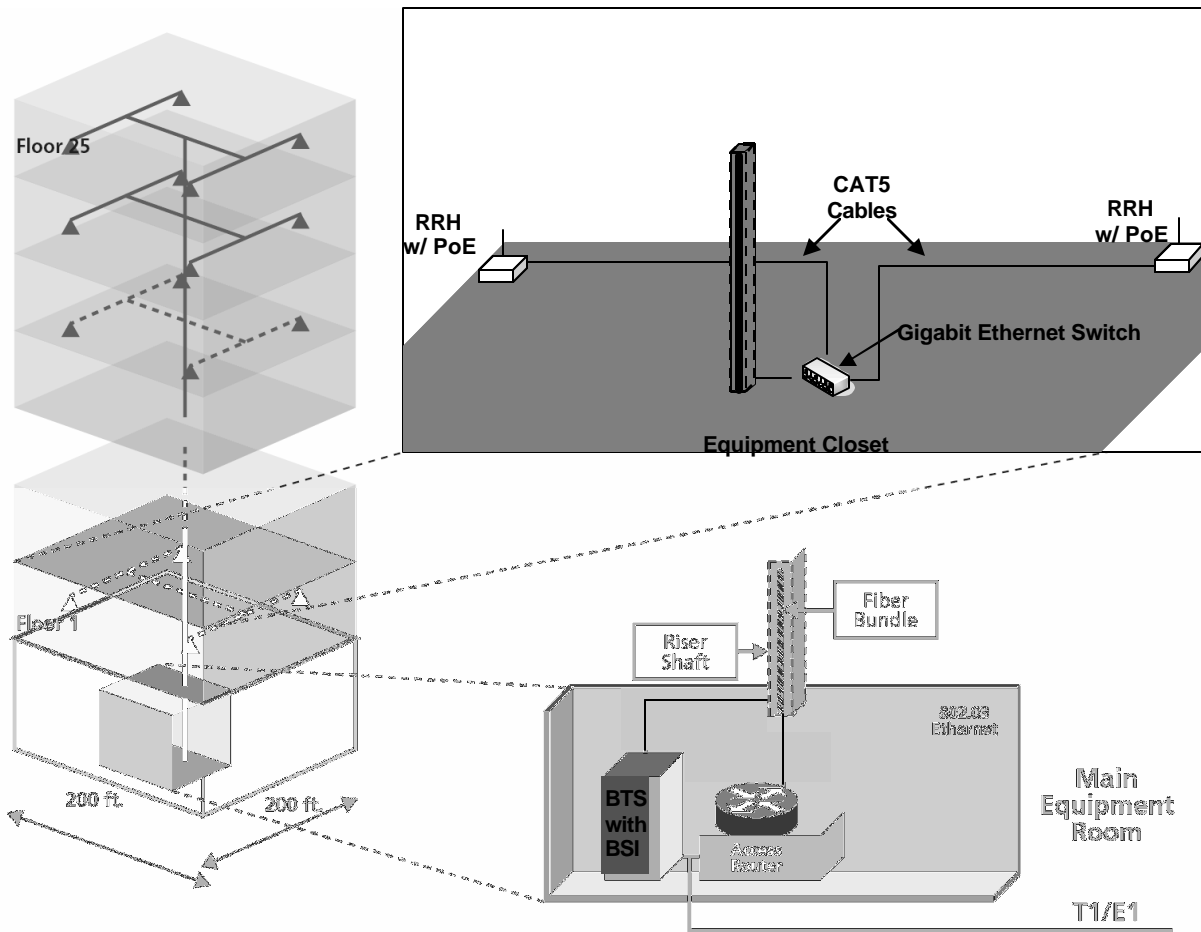 Floor 25
CAT5
Cables
RRH
w/ PoE
RRH
w/ PoE
Gigabit Ethernet Switch
Equipment Closet
Floor 1
Fiber
Bundle
Riser
Shaft
802.03
Ethernet
200 ft.
200 ft.
BTS
with
BSI
Access
Router
Main
Equipment
Room
T1/E1